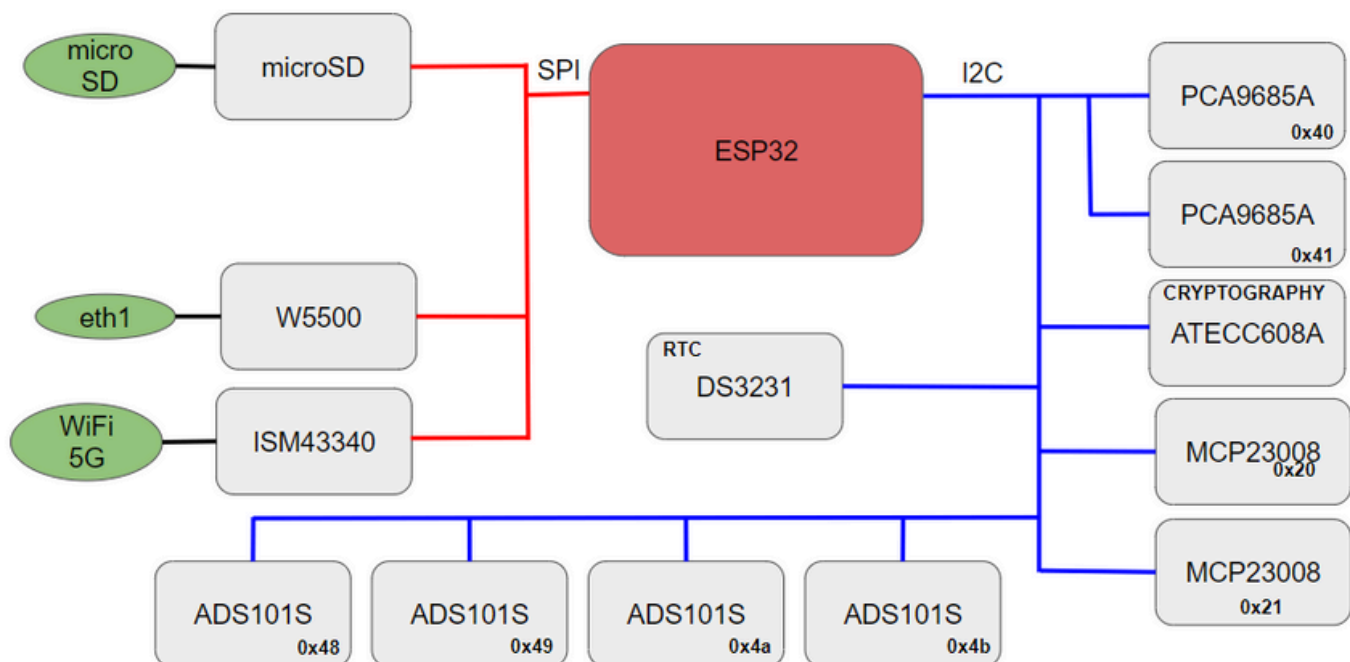 micro
SD
microSD
SPI
ESP32
I2C
PCA9685A
0x40
PCA9685A
0x41
eth1
W5500
CRYPTOGRAPHY
ATECC608A
RTC
DS3231
WiFi
5G
ISM43340
MCP23008
0x20
MCP23008
0x21
ADS101S
0x48
ADS101S
0x49
ADS101S
0x4a
ADS101S
0x4b